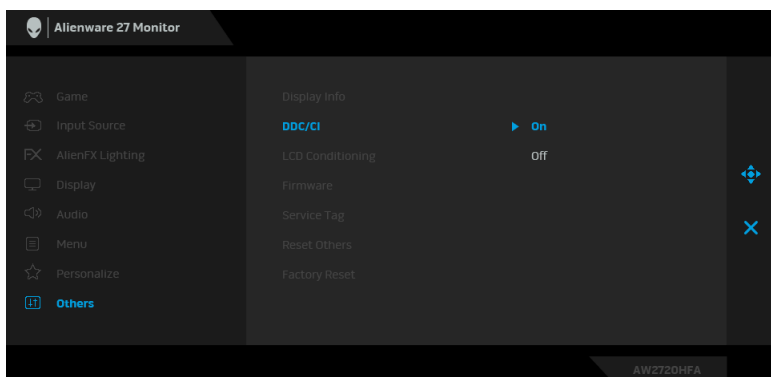 Alienware 27 Monitor
Game
Input Source
AlienFX Lighting
Display
Audio
Menu
Personalize
Others
Display Info
DDC/CI
On
LCD Conditioning
Off
Firmware
Service Tag
Reset Others
Factory Reset
AW2720HFA